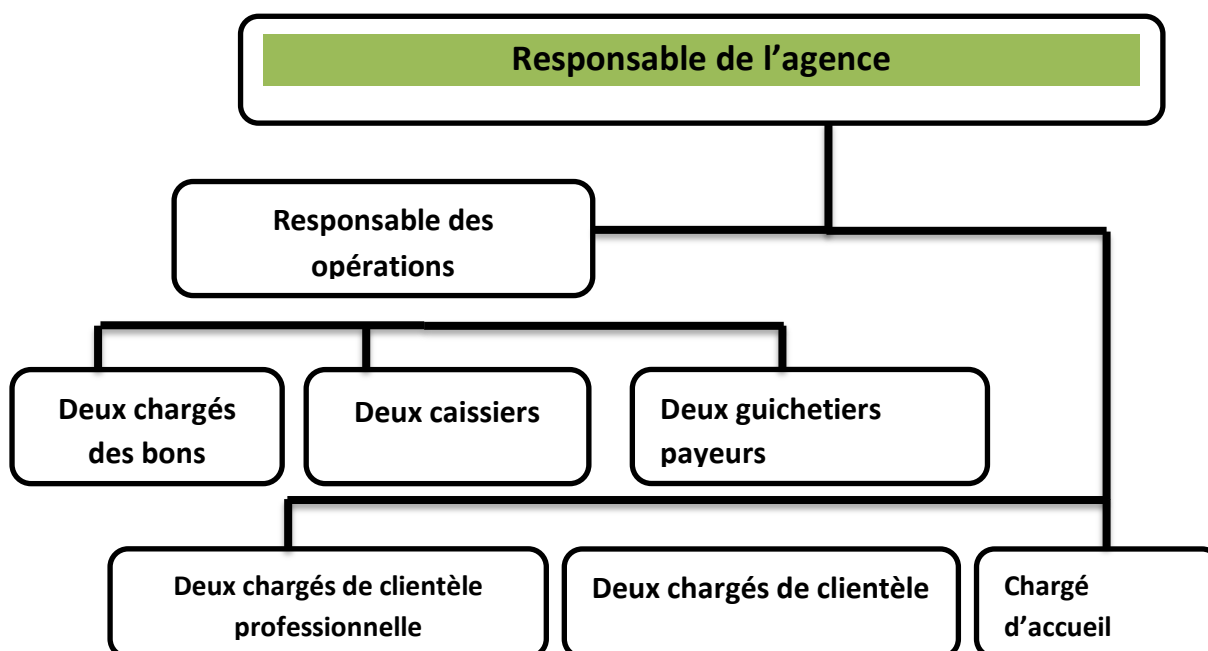 Responsable de l’agence
Responsable des
opérations
Deux chargés
des bons
Deux caissiers
Deux guichetiers
payeurs
Deux chargés de clientèle
professionnelle
Deux chargés de clientèle
Chargé
d’accueil